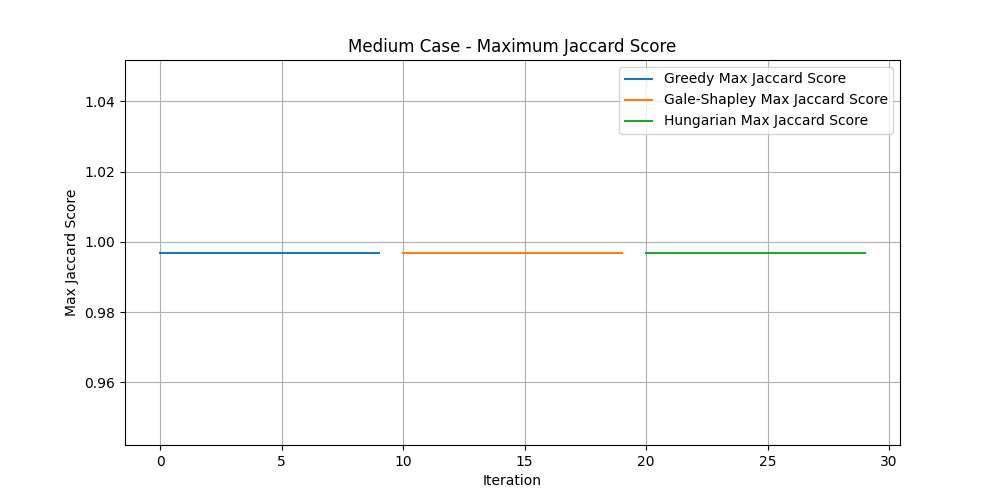 Medium Case - Maximum Jaccard Score
Greedy Max Jaccard Score
Gale-Shapley Max Jaccard Score
Hungarian Max Jaccard Score
Max Jaccard Score
1.04
1.02
1.00
0.98
0.96
0 5 10 15 20 25 30
Iteration